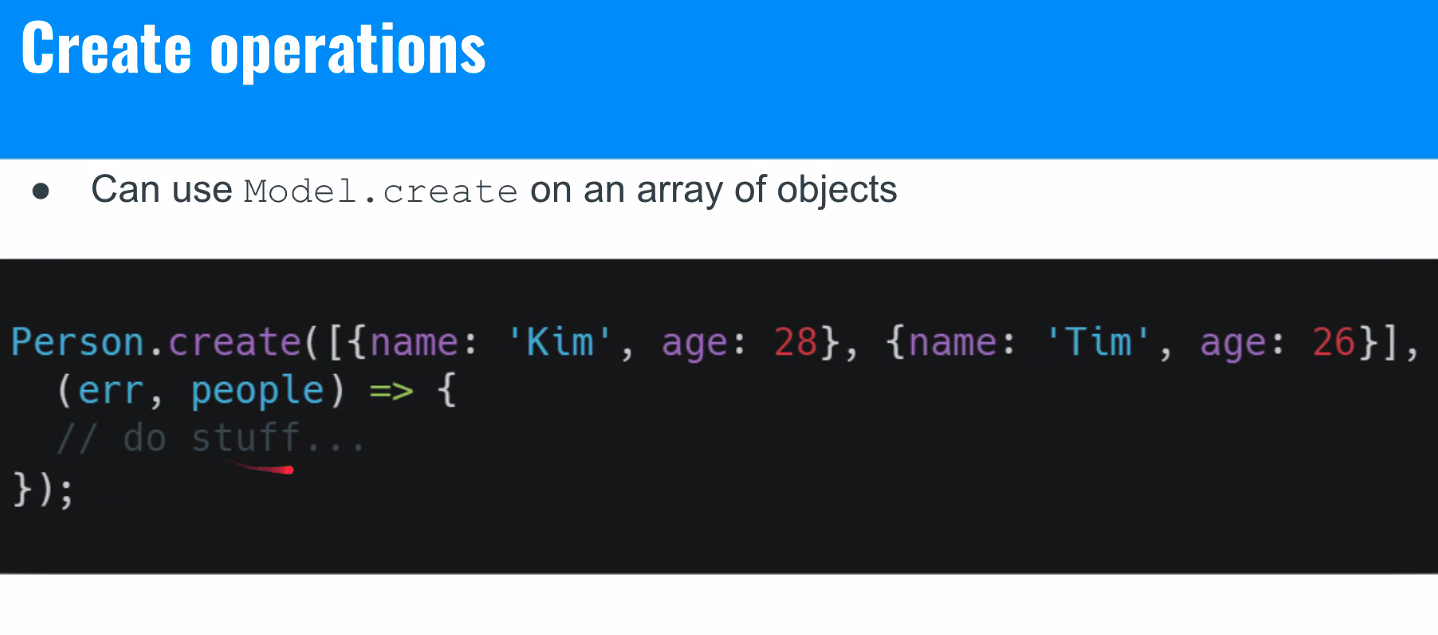 Create operations
● Can use Model.create on an array of objects
Person.create([{name: 'Kim', age: 28}, {name: 'Tim', age: 26}],
(err, people) => {
// do stuff...
});